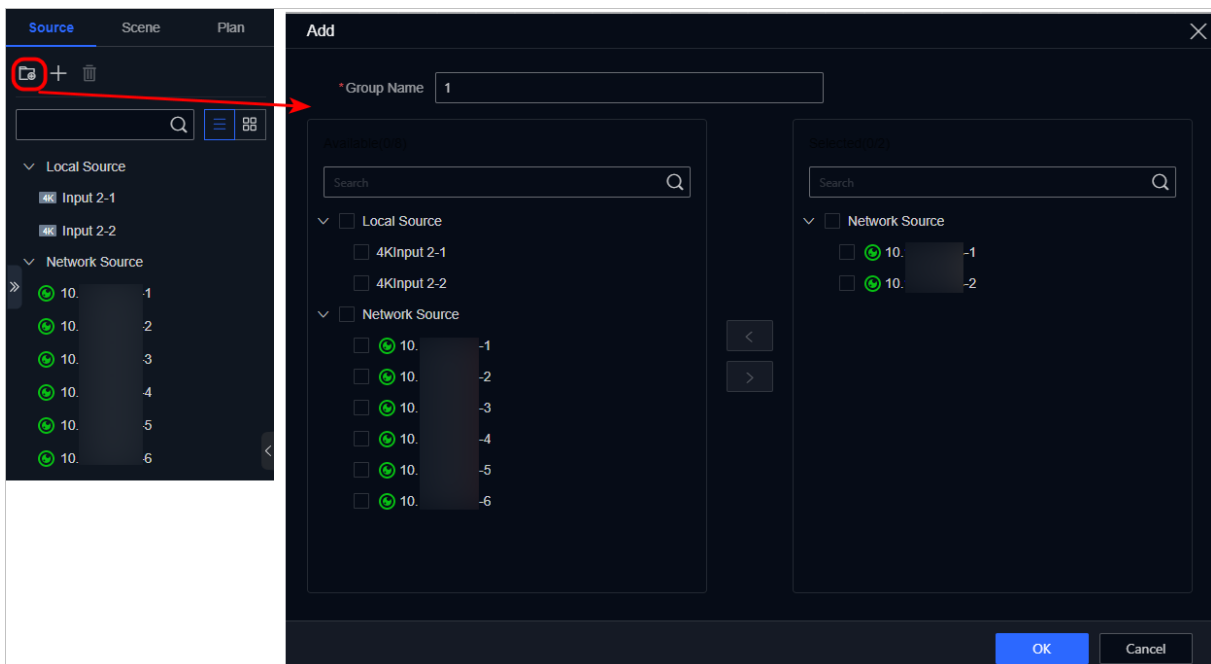 Source Scene Plan
Local Source
4K Input 2-1
4K Input 2-2
Network Source
10. -1
10. -2
10. -3
10. -4
10. -5
10. -6
Add
*Group Name 1
Search
Local Source
4KInput 2-1
4KInput 2-2
Network Source
10. -1
10. -2
10. -3
10. -4
10. -5
10. -6
Search
Network Source
10. -1
10. -2
OK Cancel